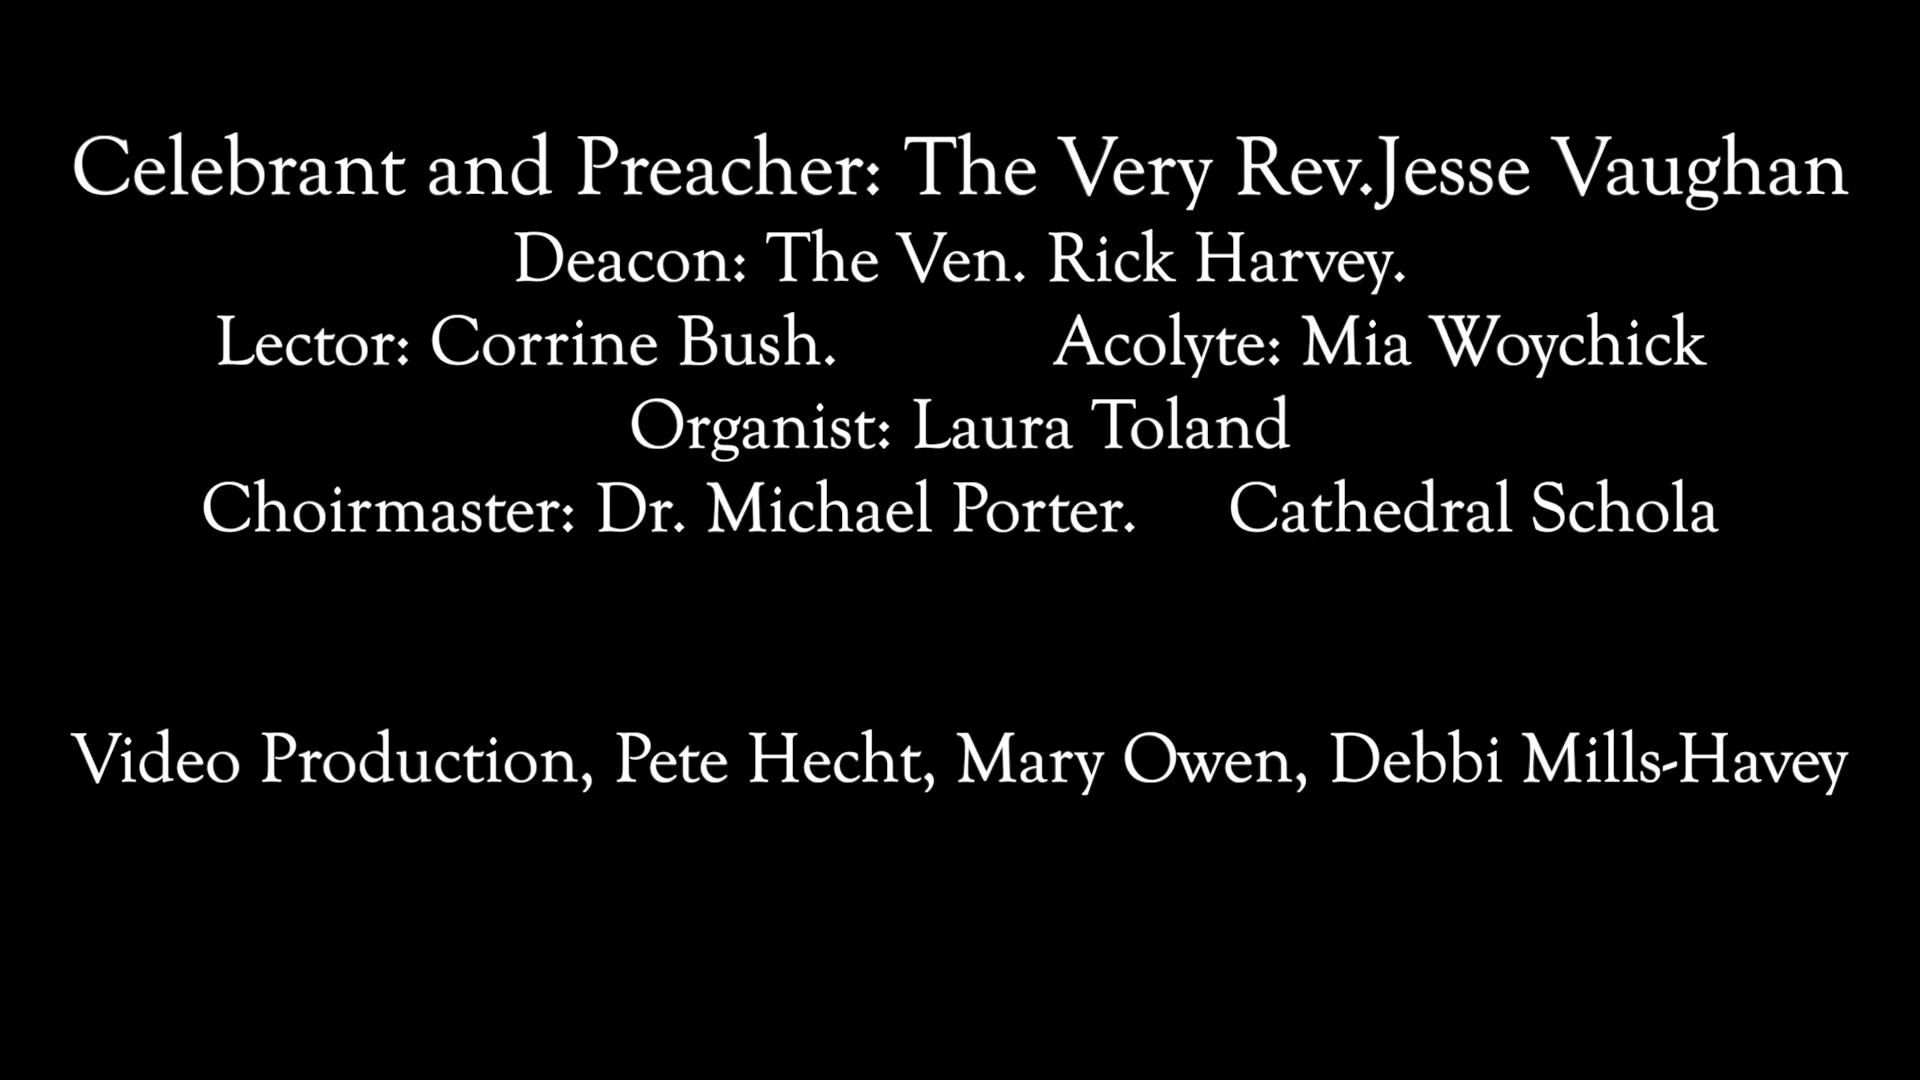 Celebrant and Preacher: The Very Rev.Jesse Vaughan
Deacon: The Ven. Rick Harvey.
Lector: Corrine Bush. Acolyte: Mia Woychick
Organist: Laura Toland
Choirmaster: Dr. Michael Porter. Cathedral Schola
Video Production, Pete Hecht, Mary Owen, Debbi Mills-Havey